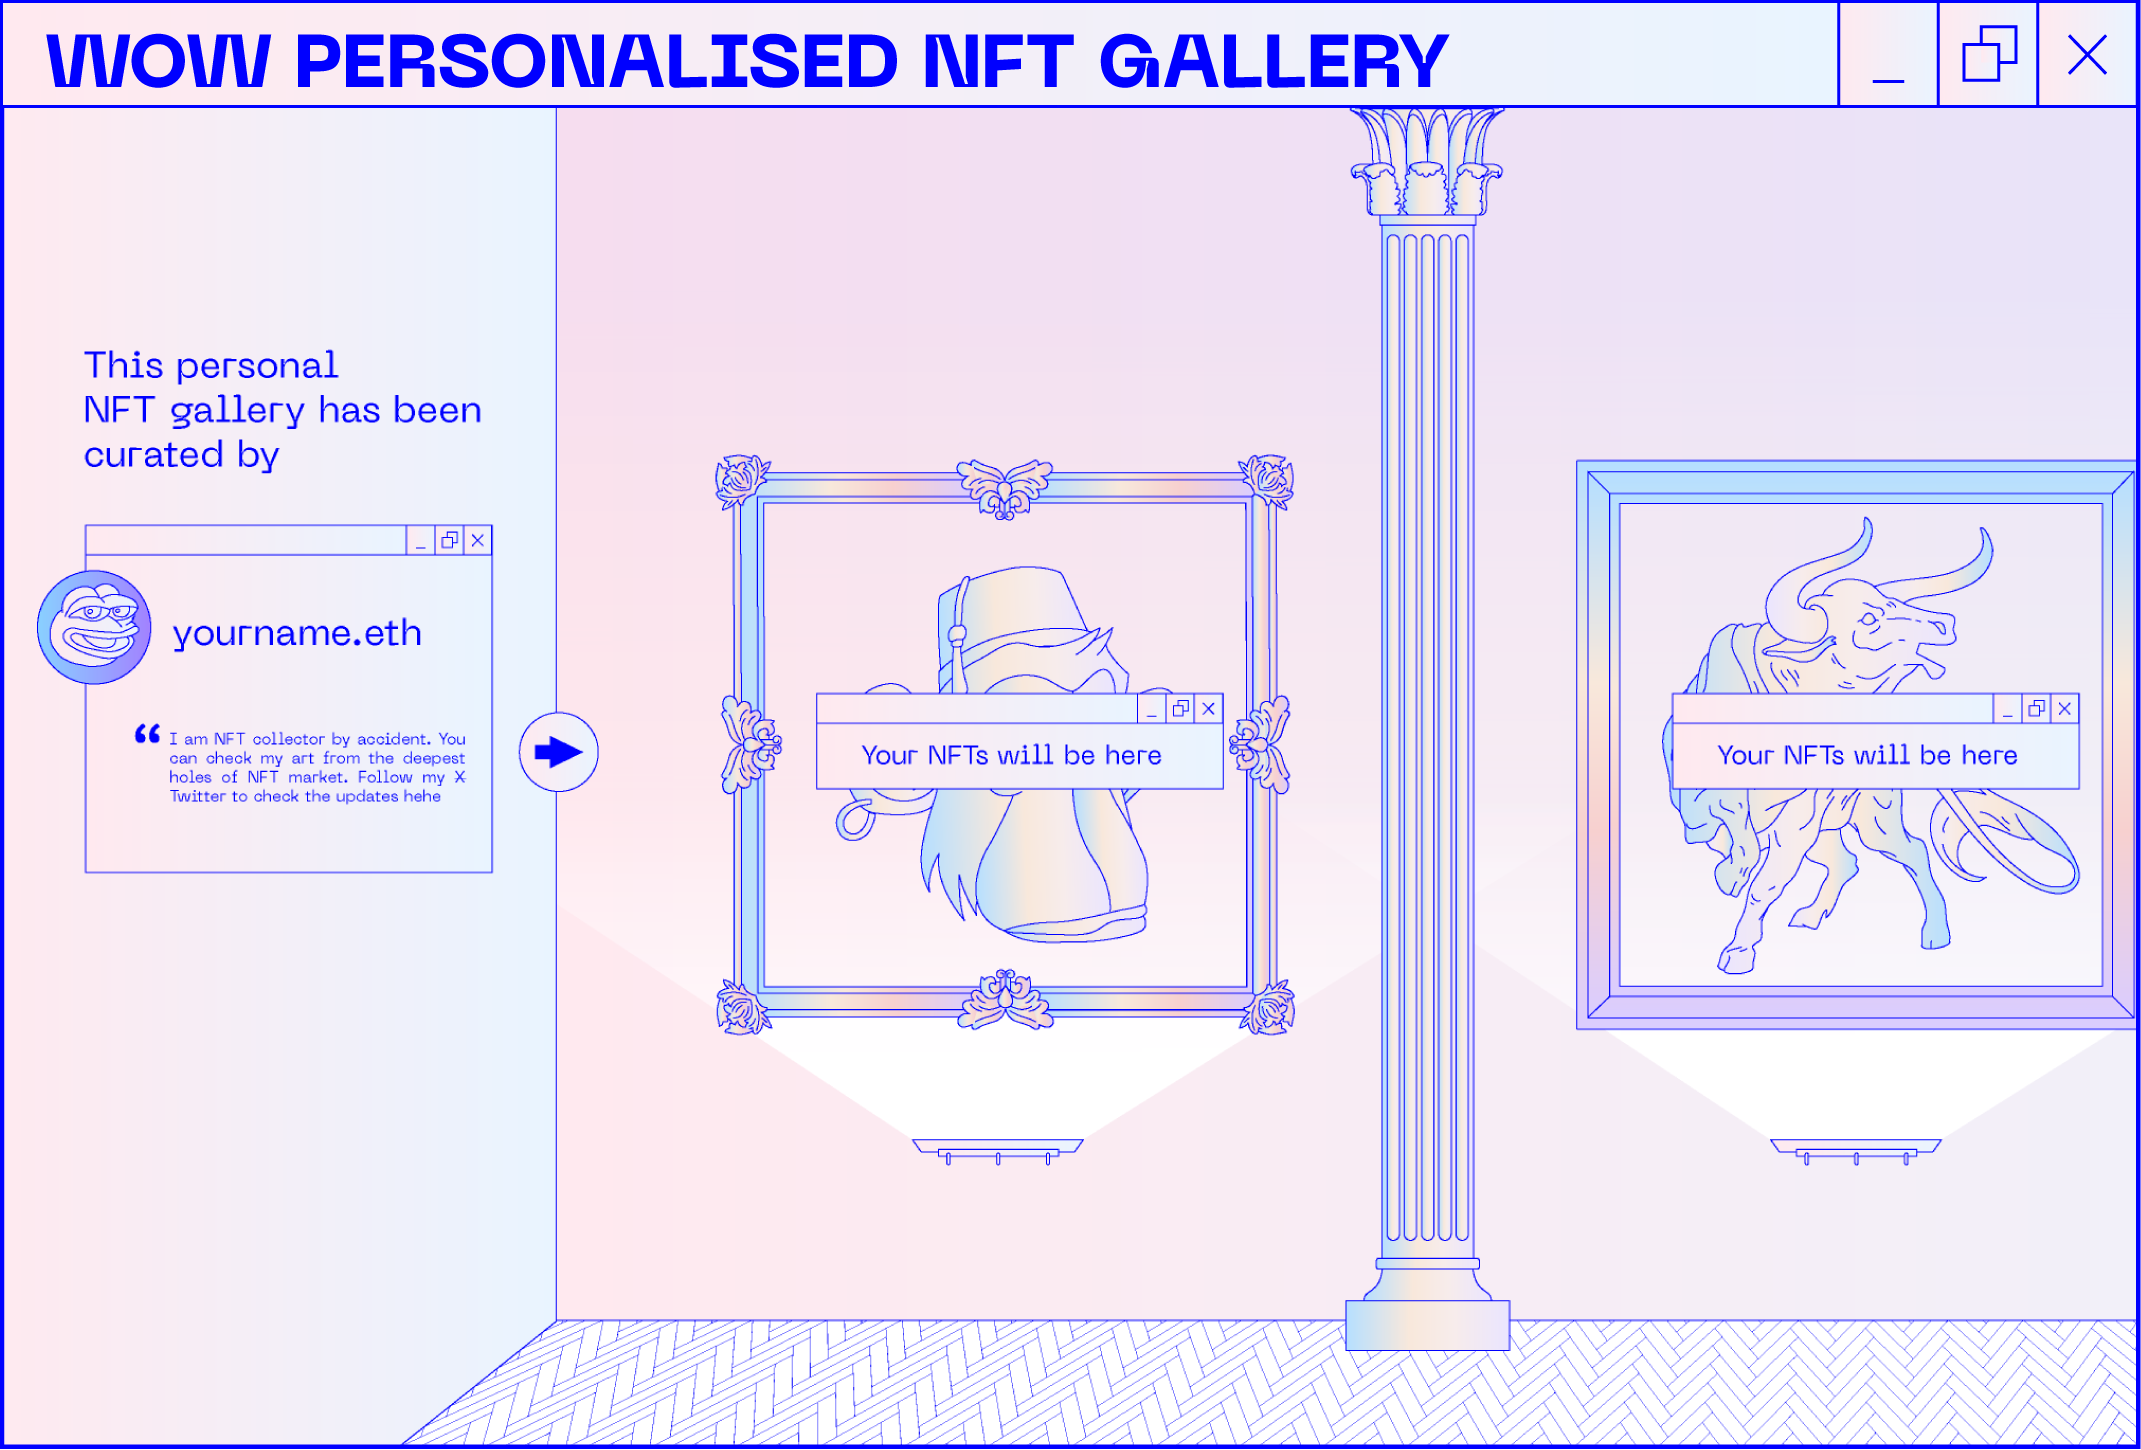 WOW PERSONALISED NFT GALLERY
This personal
NFT gallery has been
curated by
yourname.eth
“ I am NFT collector by accident. You
can check my art from the deepest
holes of NFT market. Follow my X
Twitter to check the updates hehe
Your NFTs will be here
Your NFTs will be here